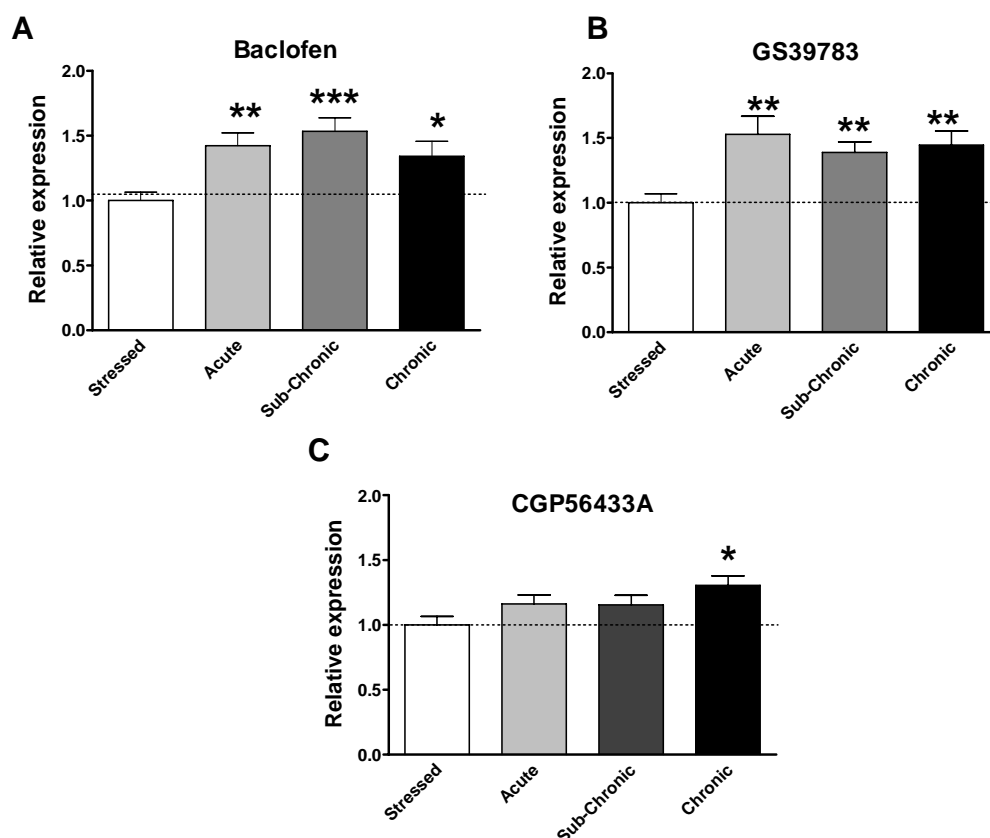 A
Baclofen
Relative expression
2.0
1.5
1.0
0.5
0.0
**
***
*
Stressed
Acute
Sub-Chronic
Chronic
B
GS39783
Relative expression
2.0
1.5
1.0
0.5
0.0
**
**
**
Stressed
Acute
Sub-Chronic
Chronic
C
CGP56433A
Relative expression
2.0
1.5
1.0
0.5
0.0
*
Stressed
Acute
Sub-Chronic
Chronic